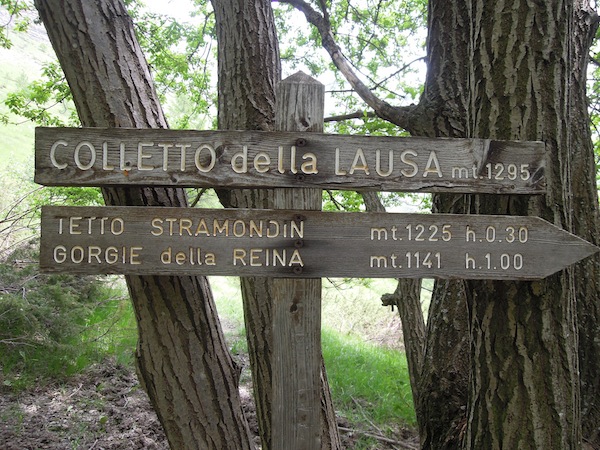 COLLETTO della LAUSA mt.1295
TETTO STRAMONDIN mt.1225 h.0.30
GORGIE della REINA mt.1141 h.1.00